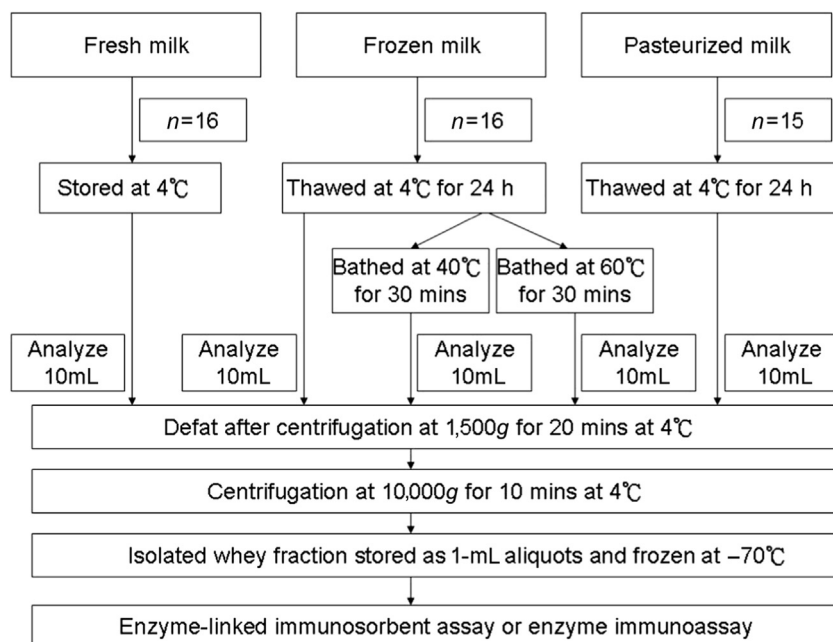 Fresh milk
Frozen milk
Pasteurized milk
n=16
n=16
n=15
Stored at 4℃
Thawed at 4℃ for 24 h
Thawed at 4℃ for 24 h
Bathed at 40℃
for 30 mins
Bathed at 60℃
for 30 mins
Analyze
10mL
Analyze
10mL
Analyze
10mL
Analyze
10mL
Analyze
10mL
Defat after centrifugation at 1,500g for 20 mins at 4℃
Centrifugation at 10,000g for 10 mins at 4℃
Isolated whey fraction stored as 1-mL aliquots and frozen at –70℃
Enzyme-linked immunosorbent assay or enzyme immunoassay